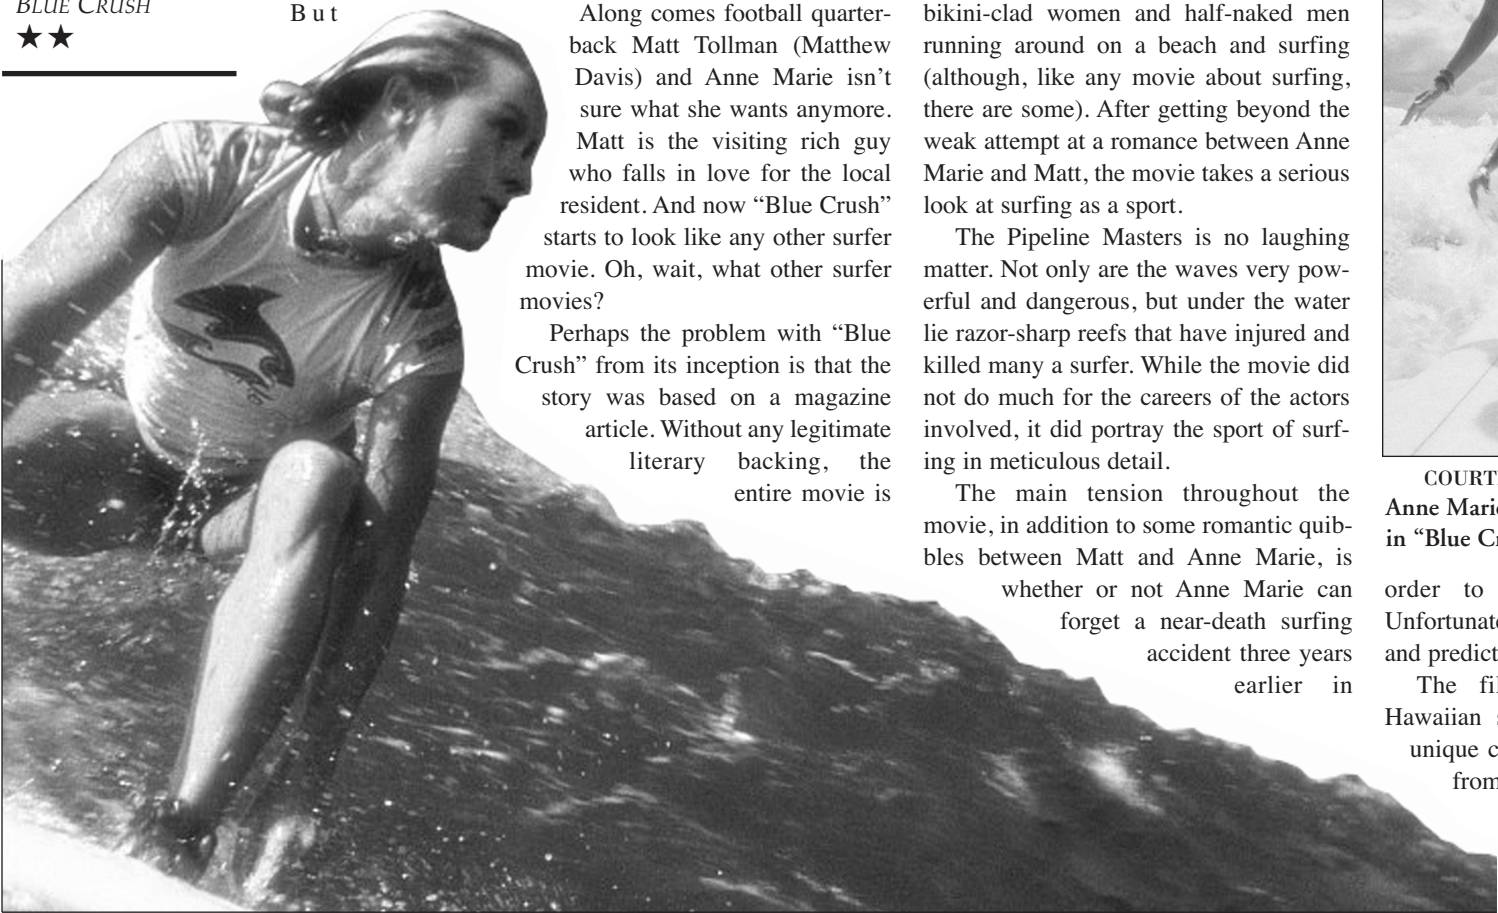 BLUE CRUSH
★★
But
Along comes football quarter-
back Matt Tollman (Matthew
Davis) and Anne Marie isn't
sure what she wants anymore.
Matt is the visiting rich guy
who falls in love for the local
resident. And now “Blue Crush”
starts to look like any other surfer
movie. Oh, wait, what other surfer
movies?
Perhaps the problem with “Blue
Crush” from its inception is that the
story was based on a magazine
article. Without any legitimate
literary backing, the
entire movie is
bikini-clad women and half-naked men
running around on a beach and surfing
(although, like any movie about surfing,
there are some). After getting beyond the
weak attempt at a romance between Anne
Marie and Matt, the movie takes a serious
look at surfing as a sport.
The Pipeline Masters is no laughing
matter. Not only are the waves very pow-
erful and dangerous, but under the water
lie razor-sharp reefs that have injured and
killed many a surfer. While the movie did
not do much for the careers of the actors
involved, it did portray the sport of surf-
ing in meticulous detail.
The main tension throughout the
movie, in addition to some romantic quib-
bles between Matt and Anne Marie, is
whether or not Anne Marie can
forget a near-death surfing
accident three years
earlier in
COURT
Anne Marie
in “Blue Cr
order to
Unfortunate
and predict
The fil
Hawaiian s
unique c
from